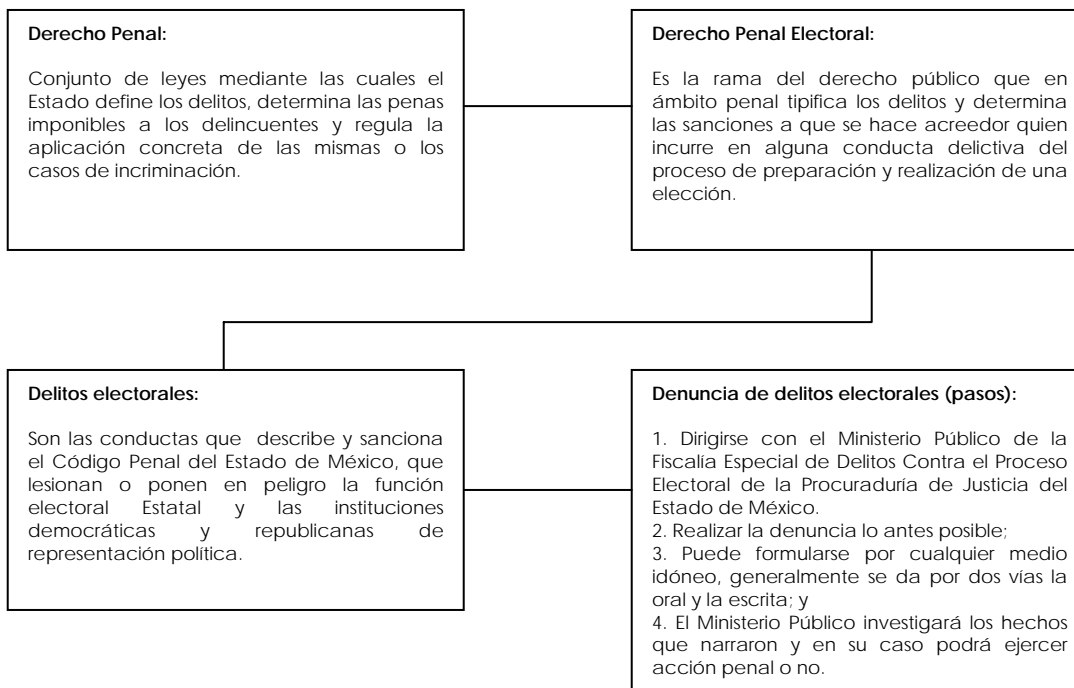 Derecho Penal:
Conjunto de leyes mediante las cuales el
Estado define los delitos, determina las penas
imponibles a los delincuentes y regula la
aplicación concreta de las mismas o los
casos de incriminación.
Derecho Penal Electoral:
Es la rama del derecho público que en
ámbito penal tipifica los delitos y determina
las sanciones a que se hace acreedor quien
incurre en alguna conducta delictiva del
proceso de preparación y realización de una
elección.
Delitos electorales:
Son las conductas que describe y sanciona
el Código Penal del Estado de México, que
lesionan o ponen en peligro la función
electoral Estatal y las instituciones
democráticas y republicanas de
representación política.
Denuncia de delitos electorales (pasos):
1. Dirigirse con el Ministerio Público de la
Fiscalía Especial de Delitos Contra el Proceso
Electoral de la Procuraduría de Justicia del
Estado de México.
2. Realizar la denuncia lo antes posible;
3. Puede formularse por cualquier medio
idóneo, generalmente se da por dos vías la
oral y la escrita; y
4. El Ministerio Público investigará los hechos
que narraron y en su caso podrá ejercer
acción penal o no.